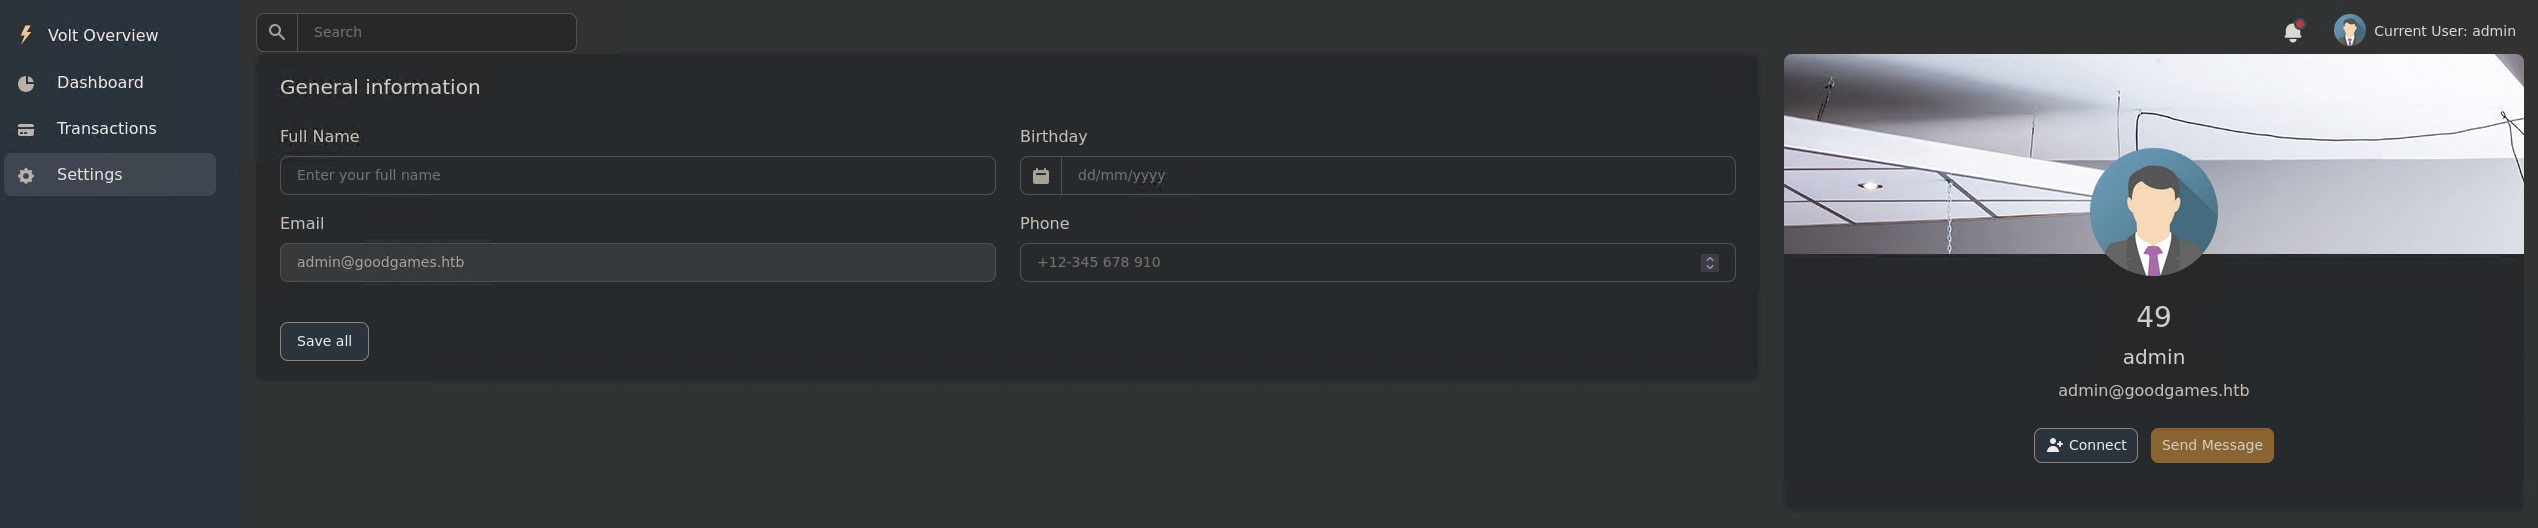 Volt Overview
Dashboard
Transactions
Settings
Search
Current User: admin
General information
Full Name
Enter your full name
Birthday
dd/mm/yyyy
Email
admin@goodgames.htb
Phone
+12-345 678 910
Save all
49
admin
admin@goodgames.htb
Connect
Send Message